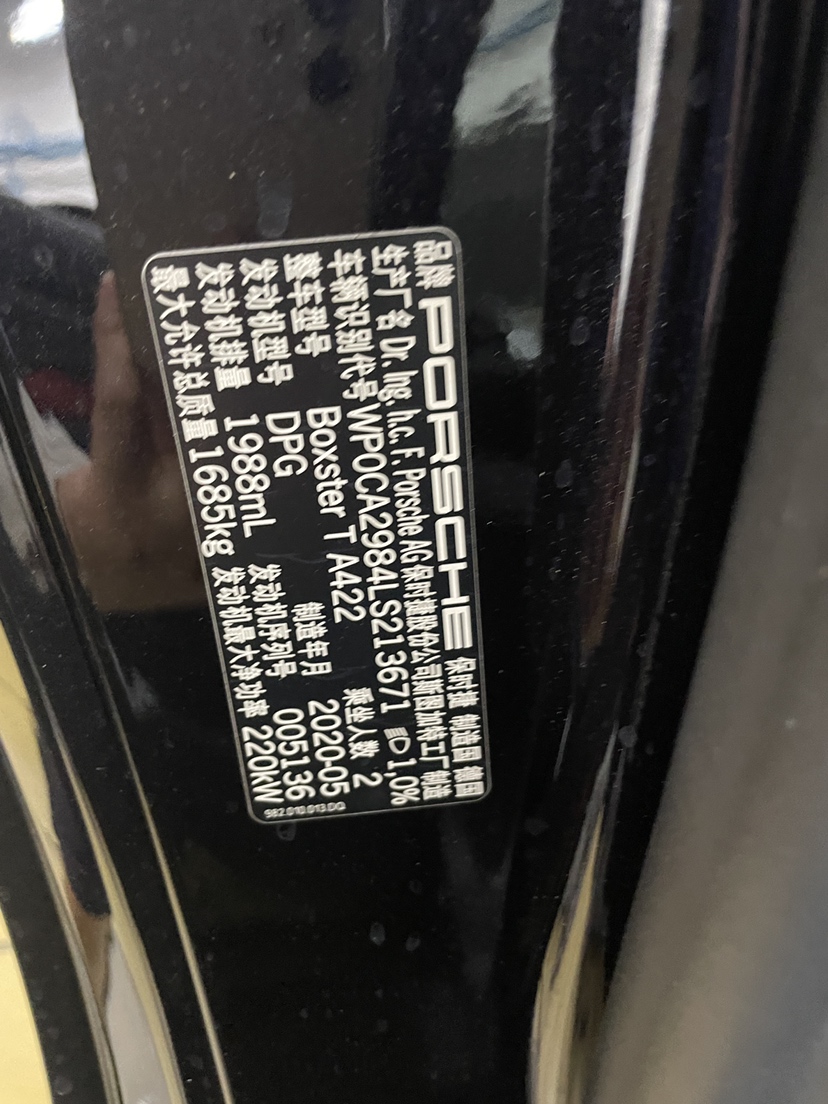 品牌 PORSCHE 保时捷 制造国 德国
生产厂名 Dr. Ing. h.c. F. Porsche AG 保时捷股份公司斯图加特工厂制造
车辆识别代号 WP0CA2984LS213671 1,0%
整车型号 Boxster T A422 乘坐人数 2
发动机型号 DPG 制造年月 2020-05
发动机排量 1988mL 发动机序列号 005136
最大允许总质量 1685kg 发动机最大净功率 220kW
982.010.013.DQ